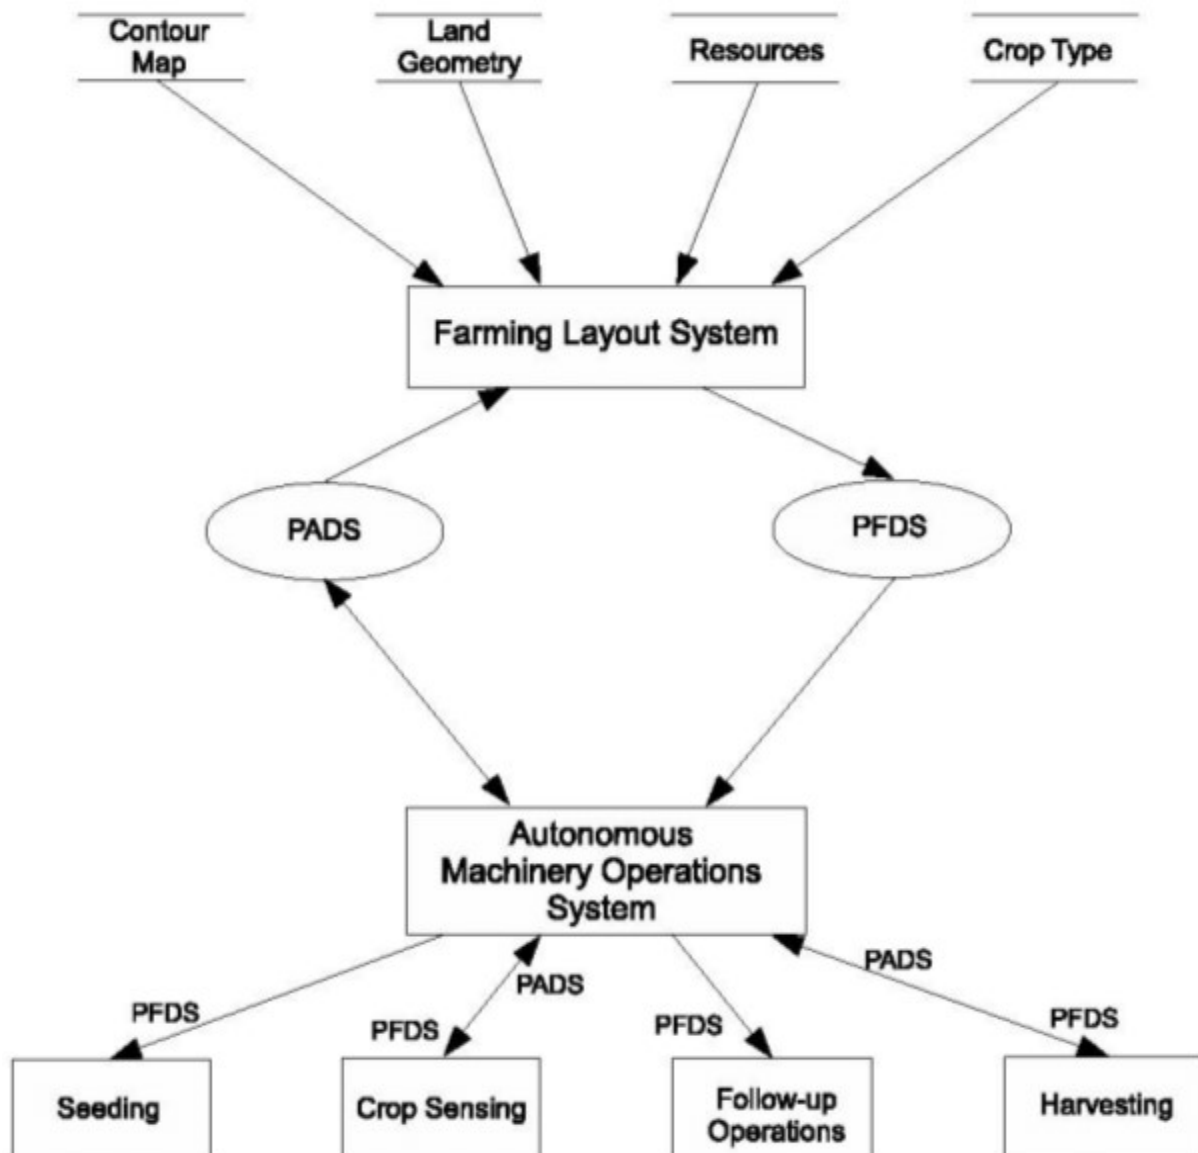 Contour
Map
Land
Geometry
Resources
Crop Type
Farming Layout System
PADS
PFDS
Autonomous
Machinery Operations
System
PFDS
PFDS
PADS
PFDS
PADS
PFDS
Seeding
Crop Sensing
Follow-up
Operations
Harvesting